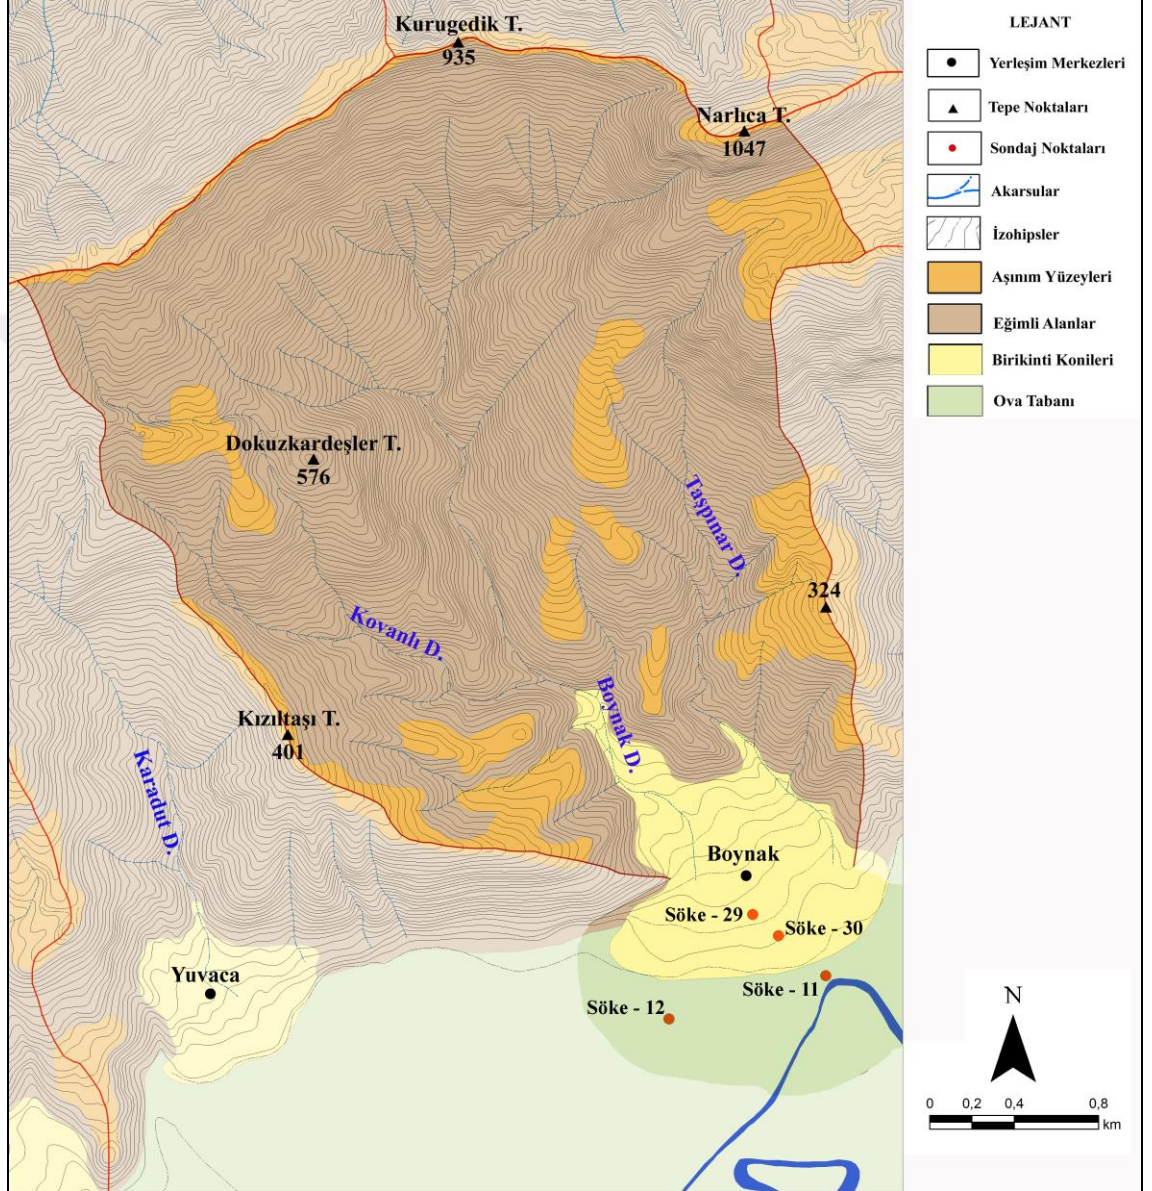 Kurugedik T.
935
Narlıca T.
1047
Dokuzkardeşler T.
576
Taşpınar D.
324
Kovanlı D.
Kızıltaşı T.
401
Boynak D.
Karadut D.
Boynak
Söke - 29
Söke - 30
Yuvaca
Söke - 11
Söke - 12
LEJANT
Yerleşim Merkezleri
Tepe Noktaları
Sondaj Noktaları
Akarsular
İzohipsler
Aşınım Yüzeyleri
Eğimli Alanlar
Birikinti Konileri
Ova Tabanı
N
0 0,2 0,4 0,8
km